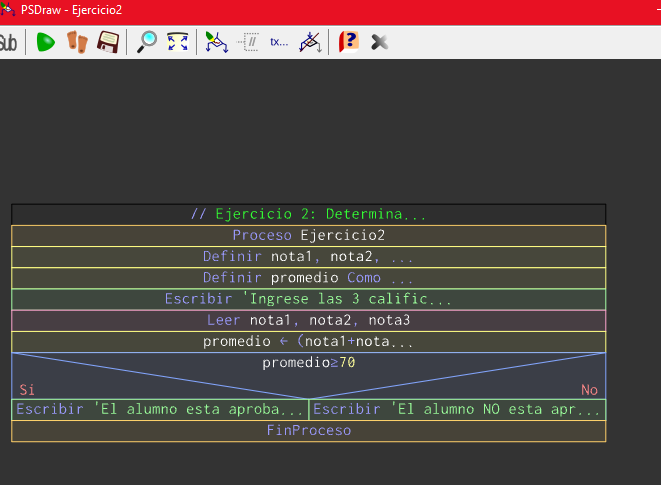 PSDraw - Ejercicio2
tx...
// Ejercicio 2: Determina...
Proceso Ejercicio2
Definir nota1, nota2, ...
Definir promedio Como ...
Escribir 'Ingrese las 3 calific...
Leer nota1, nota2, nota3
promedio ← (nota1+nota...
promedio≥70
Si No
Escribir 'El alumno esta aproba... Escribir 'El alumno NO esta apr...
FinProceso